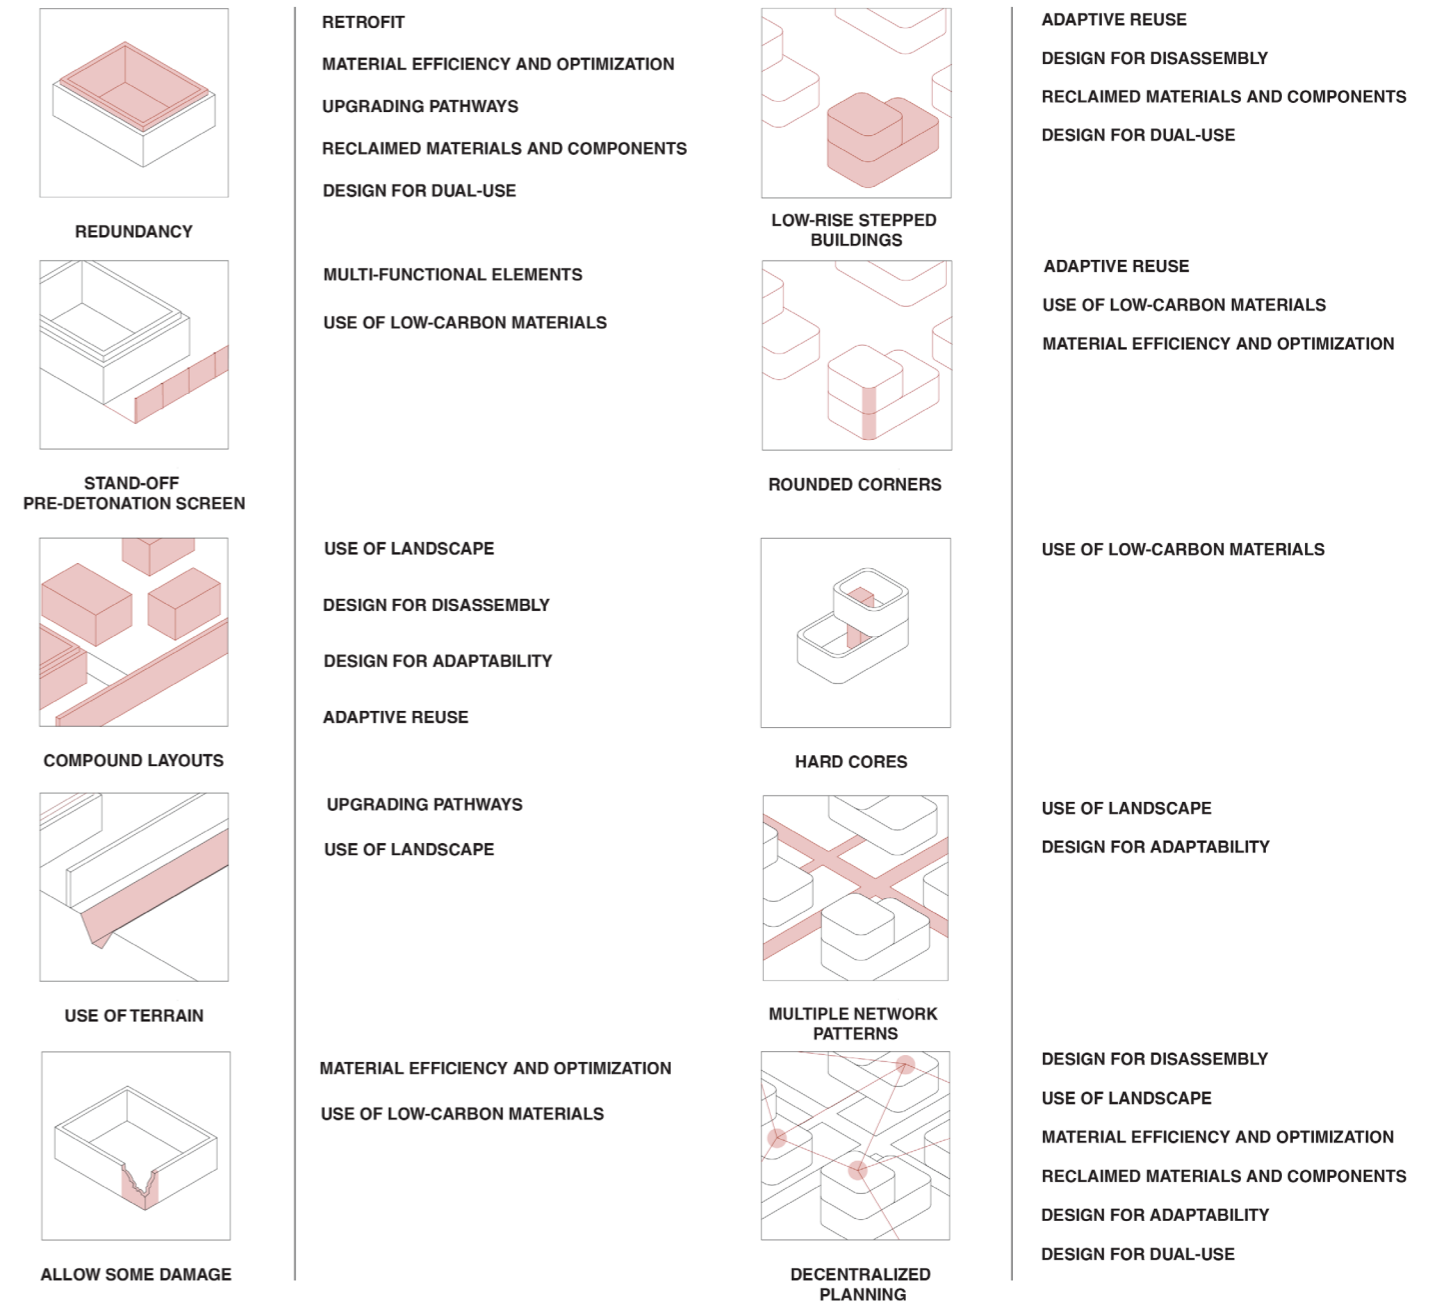 RETROFIT
MATERIAL EFFICIENCY AND OPTIMIZATION
UPGRADING PATHWAYS
RECLAIMED MATERIALS AND COMPONENTS
DESIGN FOR DUAL-USE
REDUNDANCY
MULTI-FUNCTIONAL ELEMENTS
USE OF LOW-CARBON MATERIALS
STAND-OFF
PRE-DETONATION SCREEN
USE OF LANDSCAPE
DESIGN FOR DISASSEMBLY
DESIGN FOR ADAPTABILITY
ADAPTIVE REUSE
COMPOUND LAYOUTS
UPGRADING PATHWAYS
USE OF LANDSCAPE
USE OF TERRAIN
MATERIAL EFFICIENCY AND OPTIMIZATION
USE OF LOW-CARBON MATERIALS
ALLOW SOME DAMAGE
ADAPTIVE REUSE
DESIGN FOR DISASSEMBLY
RECLAIMED MATERIALS AND COMPONENTS
DESIGN FOR DUAL-USE
LOW-RISE STEPPED
BUILDINGS
ADAPTIVE REUSE
USE OF LOW-CARBON MATERIALS
MATERIAL EFFICIENCY AND OPTIMIZATION
ROUNDED CORNERS
USE OF LOW-CARBON MATERIALS
HARD CORES
USE OF LANDSCAPE
DESIGN FOR ADAPTABILITY
MULTIPLE NETWORK
PATTERNS
DESIGN FOR DISASSEMBLY
USE OF LANDSCAPE
MATERIAL EFFICIENCY AND OPTIMIZATION
RECLAIMED MATERIALS AND COMPONENTS
DESIGN FOR ADAPTABILITY
DESIGN FOR DUAL-USE
DECENTRALIZED
PLANNING